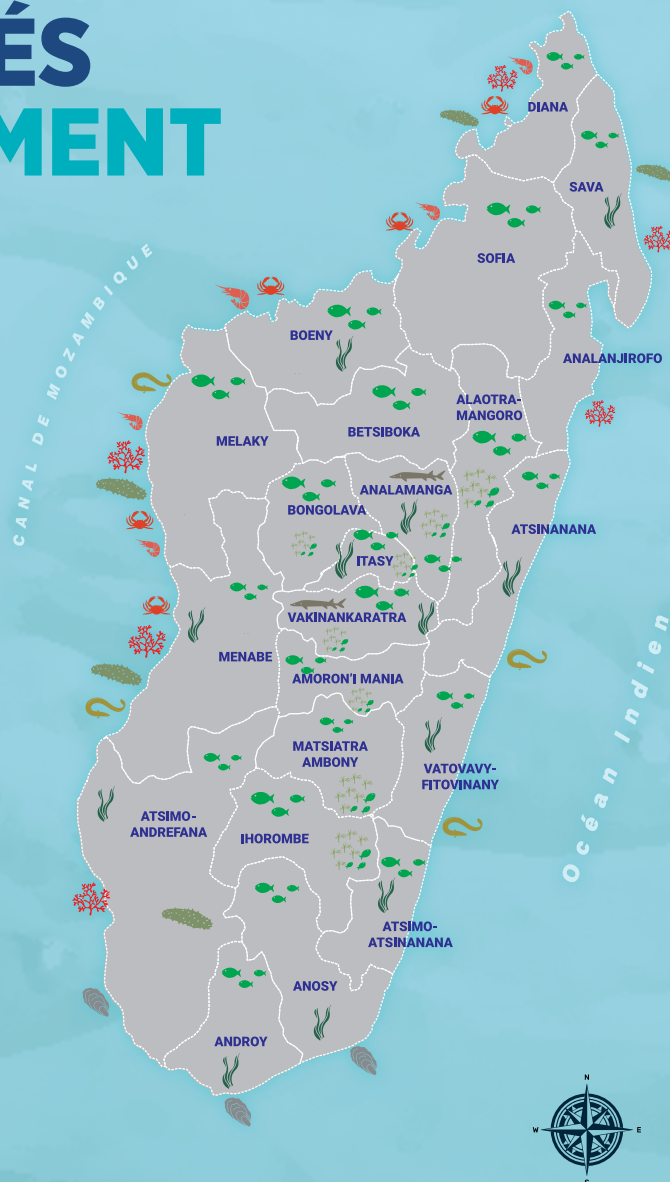 ÉS
MENT
DIANA
SAVA
SOFIA
CANAL DE MOZAMBIQUE
BOENY
ANALANJIROFO
ALAOTRA-
MANGORO
MELAKY
BETSIBOKA
ANALAMANGA
BONGOLAVA
ATSINANANA
ITASY
VAKINANKARATRA
MENABE
AMORON'I MANIA
Océan Indien
MATSIATRA
AMBONY
VATOVAVY-
FITOVINANY
ATSIMO-
ANDREFANA
IHOROMBE
ATSIMO-
ATSINANANA
ANOSY
ANDROY
N
W
E
S